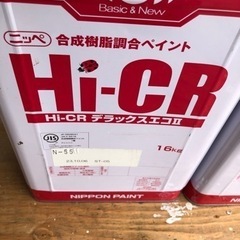 Basic & New
ニッペ 合成樹脂調合ペイント
Hi-CR
Hi-CR デラックスエコII
JIS
16kg
NIPPON PAINT